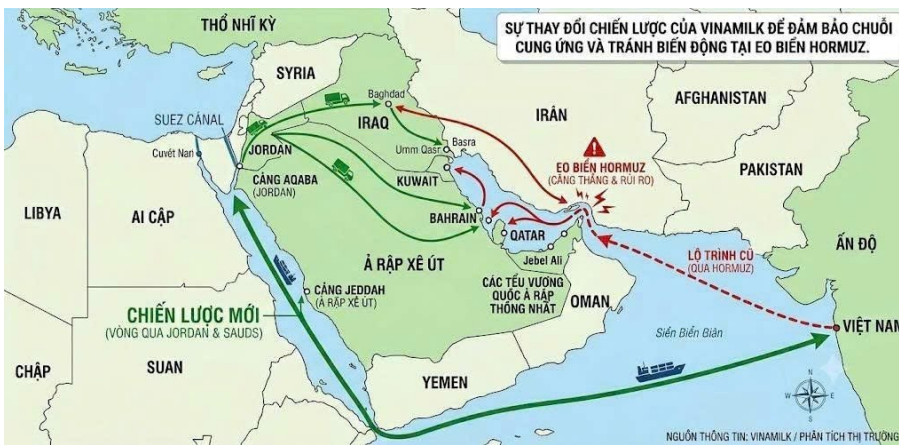 SỰ THAY ĐỔI CHIẾN LƯỢC CỦA VINAMILK ĐỂ ĐẢM BẢO CHUỖI
CUNG ỨNG VÀ TRÁNH BIẾN ĐỘNG TẠI EO BIỂN HORMUZ.
THỔ NHĨ KỲ
SYRIA
AFGHANISTAN
Baghdad
IRAQ
IRÂN
SUEZ CÁNAL
JORDÁN
Umm Qasr
Basra
Cuvét Nan
EO BIỂN HORMUZ
(CĂNG THẲNG & RỦI RO)
PAKISTAN
CẢNG AQABA
(JORDAN)
KUWAIT
LIBYA
AI CẬP
BAHRAIN
QATAR
Jebel Ali
ẤN ĐỘ
LỘ TRÌNH CŨ
(QUA HORMUZ)
Ả RẬP XÊ ÚT
CẢNG JEDDAH
(Ả RẬP XÊ ÚT)
CÁC TỂU VƯƠNG
QUỐC Ả RẬP
THỐNG NHẤT
OMAN
CHIẾN LƯỢC MỚI
(VÒNG QUA JORDAN & SAUDS)
VIỆT NAM
Siển Biển Biân
CHẬP
SUAN
YEMEN
N
W
E
S
NGUỒN THÔNG TIN: VINAMILK / PHÂN TÍCH THỊ TRƯỜNG